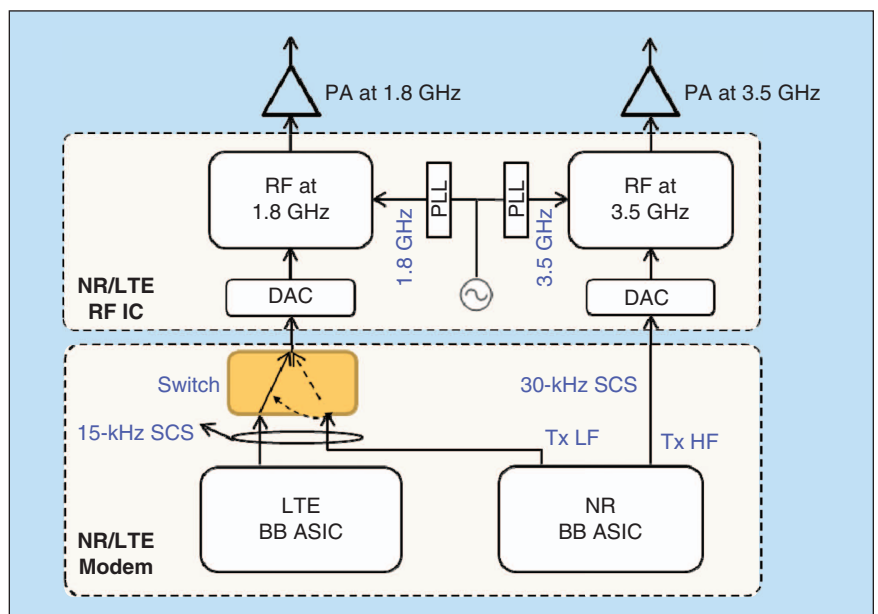 PA at 1.8 GHz
PA at 3.5 GHz
RF at
1.8 GHz
PLL
PLL
RF at
3.5 GHz
1.8 GHz
3.5 GHz
NR/LTE
RF IC
DAC
DAC
Switch
30-kHz SCS
15-kHz SCS
Tx LF
Tx HF
LTE
BB ASIC
NR
BB ASIC
NR/LTE
Modem